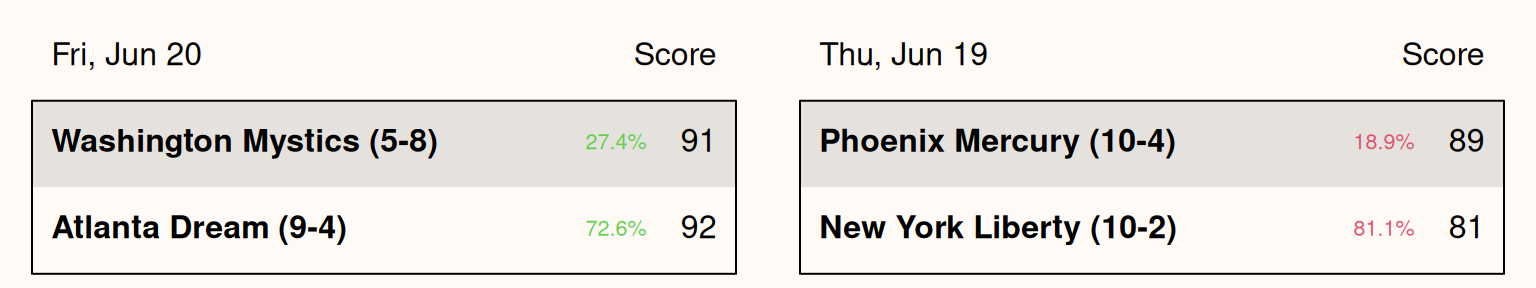 Fri, Jun 20 Score
Washington Mystics (5-8) 27.4% 91
Atlanta Dream (9-4) 72.6% 92
Thu, Jun 19 Score
Phoenix Mercury (10-4) 18.9% 89
New York Liberty (10-2) 81.1% 81